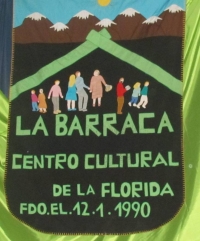 LA BARRACA
CENTRO CULTURAL
DE LA FLORIDA
FDO.EL.12.1.1990